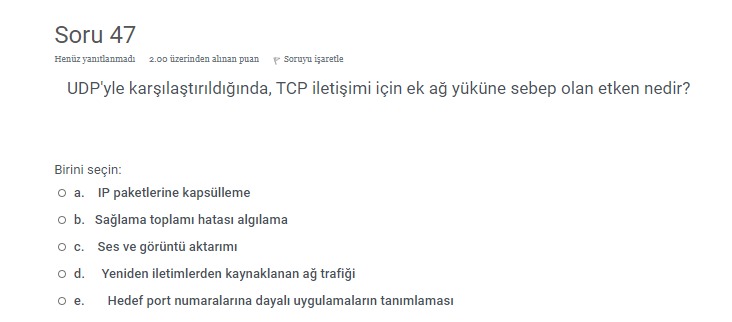 Soru 47
Henüz yanıtlanmadı 2.00 üzerinden alınan puan Soruyu işaretle
UDP'yle karşılaştırıldığında, TCP iletişimi için ek ağ yüküne sebep olan etken nedir?
Birini seçin:
a. IP paketlerine kapsülleme
b. Sağlama toplamı hatası algılama
c. Ses ve görüntü aktarımı
d. Yeniden iletimlerden kaynaklanan ağ trafiği
e. Hedef port numaralarına dayalı uygulamaların tanımlaması